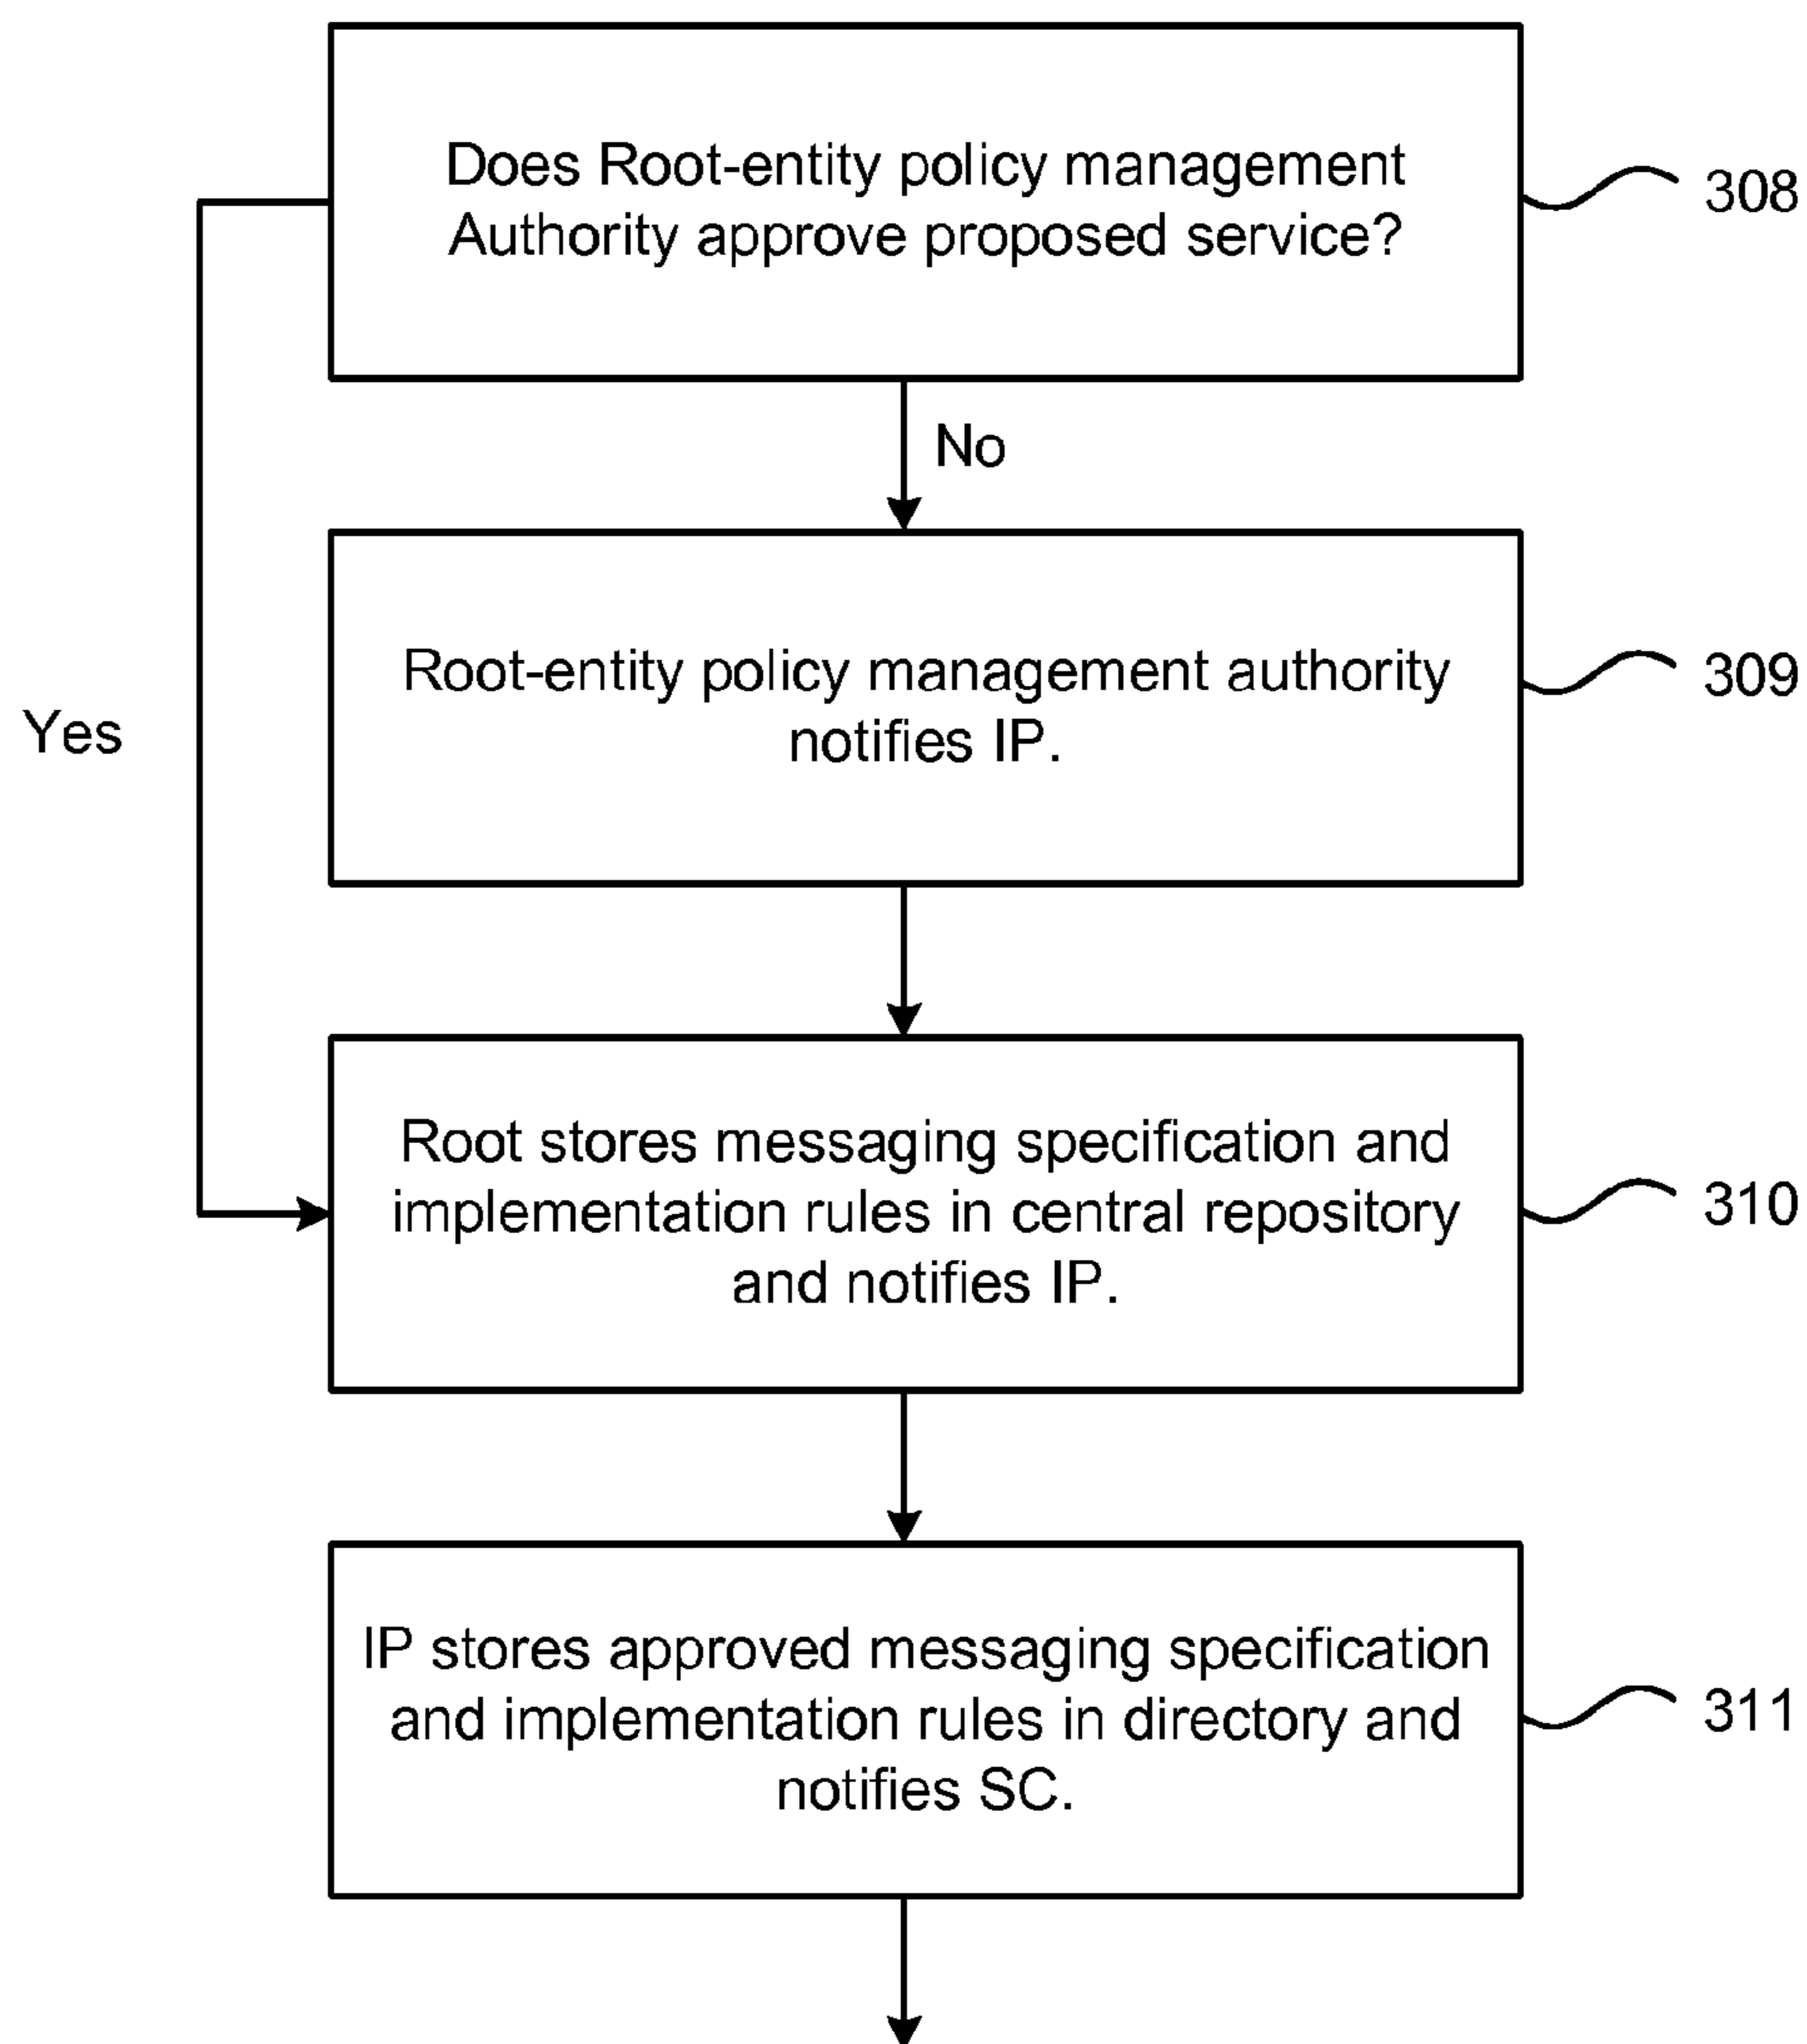 Does Root-entity policy management
Authority approve proposed service?
308
No
Root-entity policy management authority
notifies IP.
309
Yes
Root stores messaging specification and
implementation rules in central repository
and notifies IP.
310
IP stores approved messaging specification
and implementation rules in directory and
notifies SC.
311